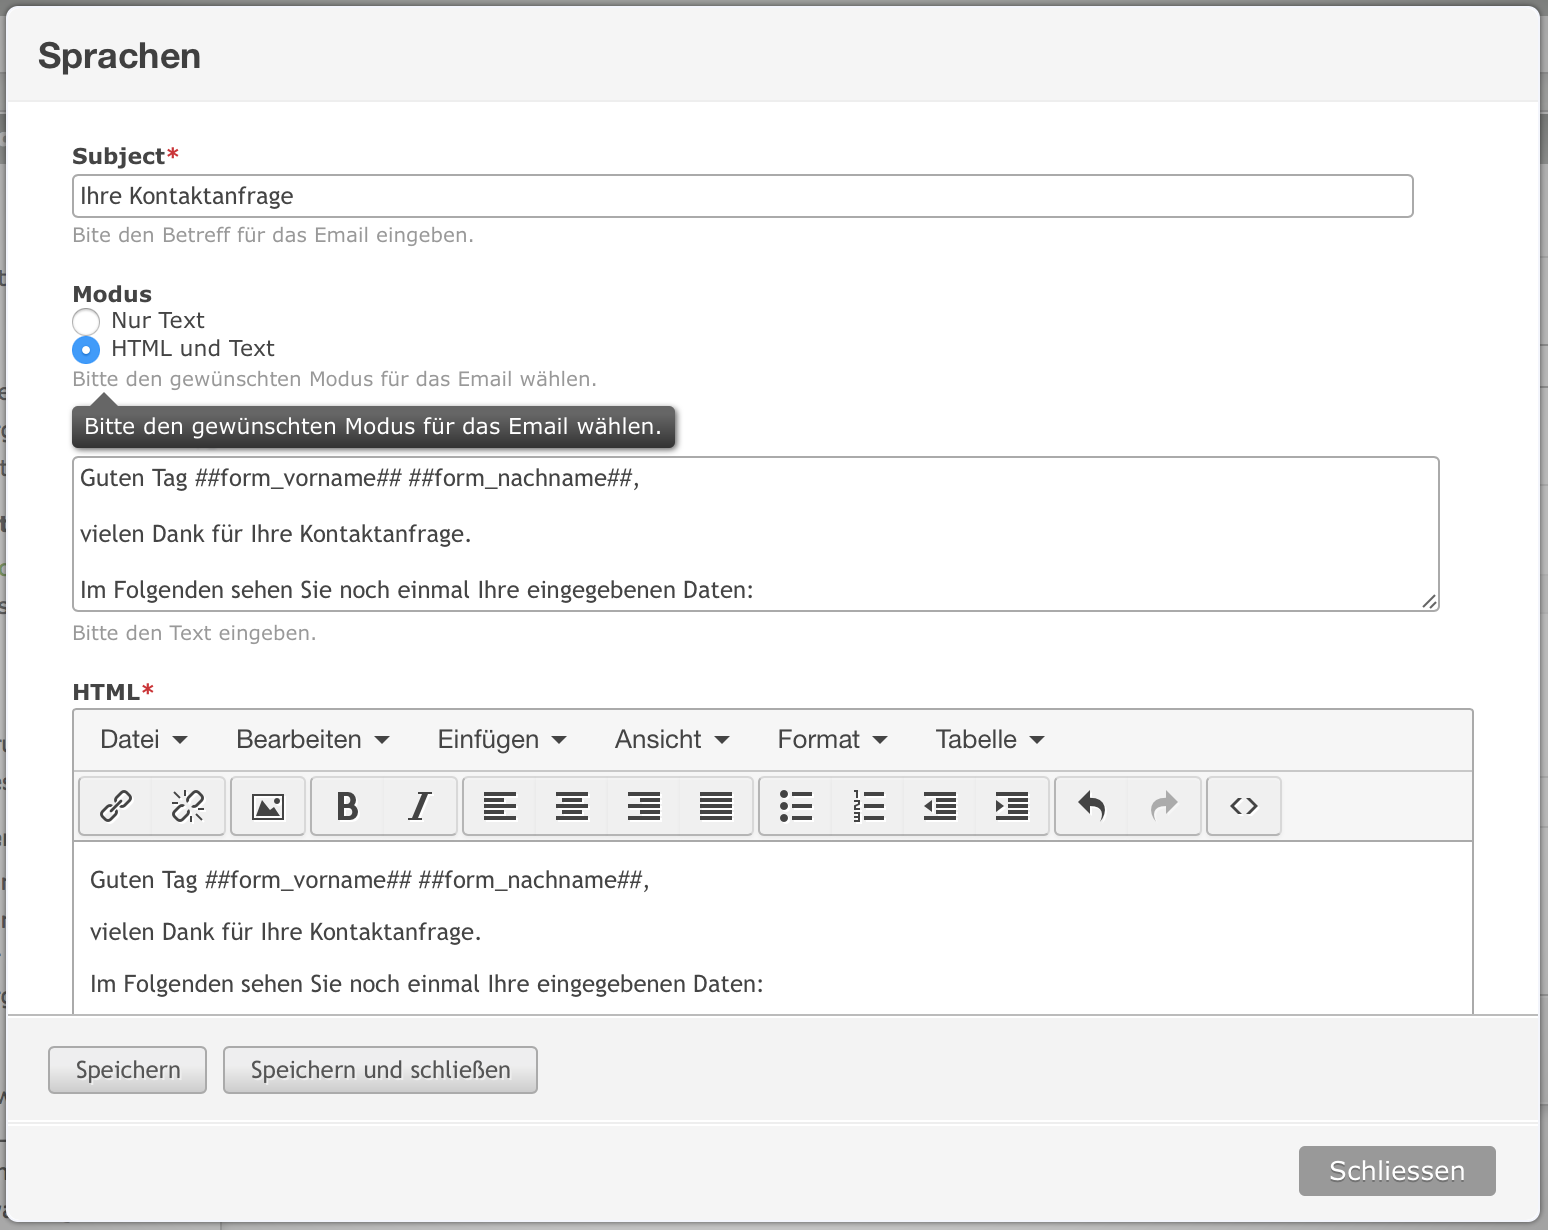 Sprachen
Subject*
Ihre Kontaktanfrage
Bite den Betreff für das Email eingeben.
Modus
Nur Text
HTML und Text
Bitte den gewünschten Modus für das Email wählen.
Bitte den gewünschten Modus für das Email wählen.
Guten Tag ##form_vorname## ##form_nachname##,
vielen Dank für Ihre Kontaktanfrage.
Im Folgenden sehen Sie noch einmal Ihre eingegebenen Daten:
Bitte den Text eingeben.
HTML*
Datei Bearbeiten Einfügen Ansicht Format Tabelle
B I
Guten Tag ##form_vorname## ##form_nachname##,
vielen Dank für Ihre Kontaktanfrage.
Im Folgenden sehen Sie noch einmal Ihre eingegebenen Daten:
Speichern Speichern und schließen
Schliessen